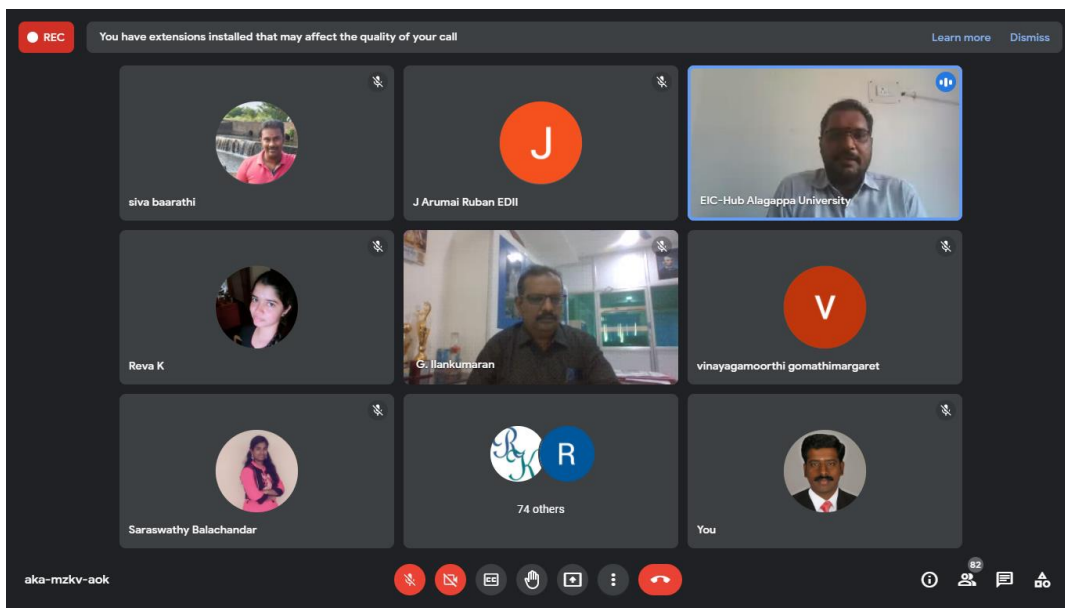 REC
You have extensions installed that may affect the quality of your call
Learn more
Dismiss
siva baarathi
J
J Arumai Ruban EDII
EIC-Hub Alagappa University
Reva K
G. Ilankumaran
V
vinayagamoorthi gomathimargaret
Saraswathy Balachandar
RK
R
74 others
You
aka-mzkv-aok
CC
82